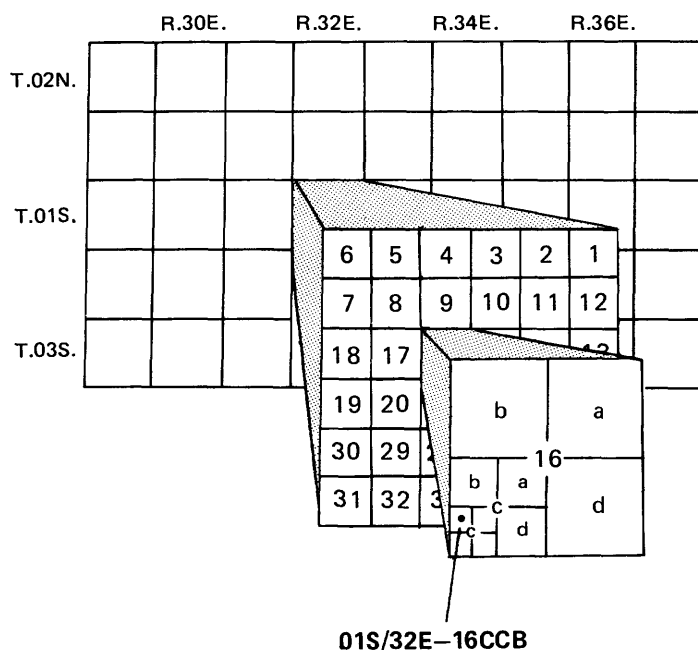 R.30E. R.32E. R.34E. R.36E.
T.02N.
T.01S.
6 5 4 3 2 1
7 8 9 10 11 12
T.03S.
18 17
b a
19 20
16
30 29
b a
c d
31 32
c d
01S/32E–16CCB